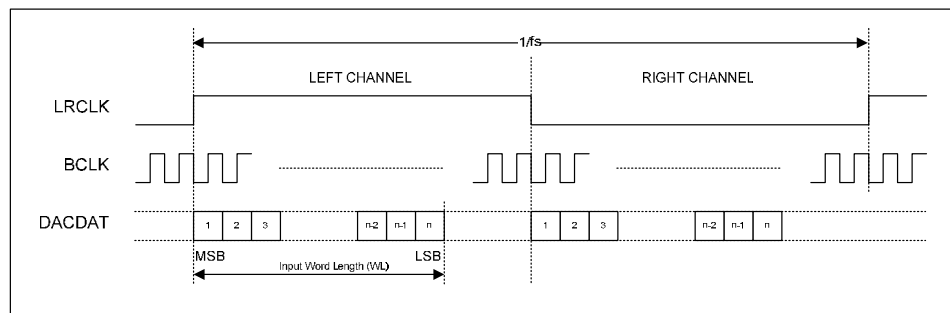 1/fs
LEFT CHANNEL RIGHT CHANNEL
LRCLK
BCLK
DACDAT 1 2 3 n-2 n-1 n 1 2 3 n-2 n-1 n
MSB LSB
Input Word Length (WL)